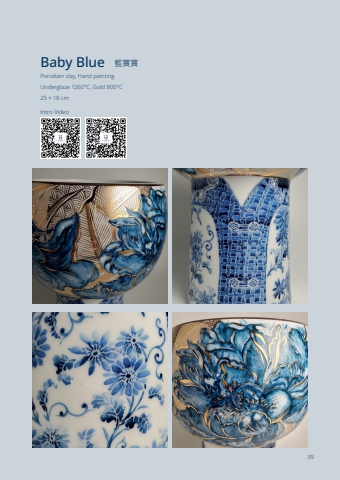 Baby Blue 藍寶寶
Porcelain clay, Hand painting
Underglaze 1260℃, Gold 800℃
25 × 18 cm
Intro Video
39